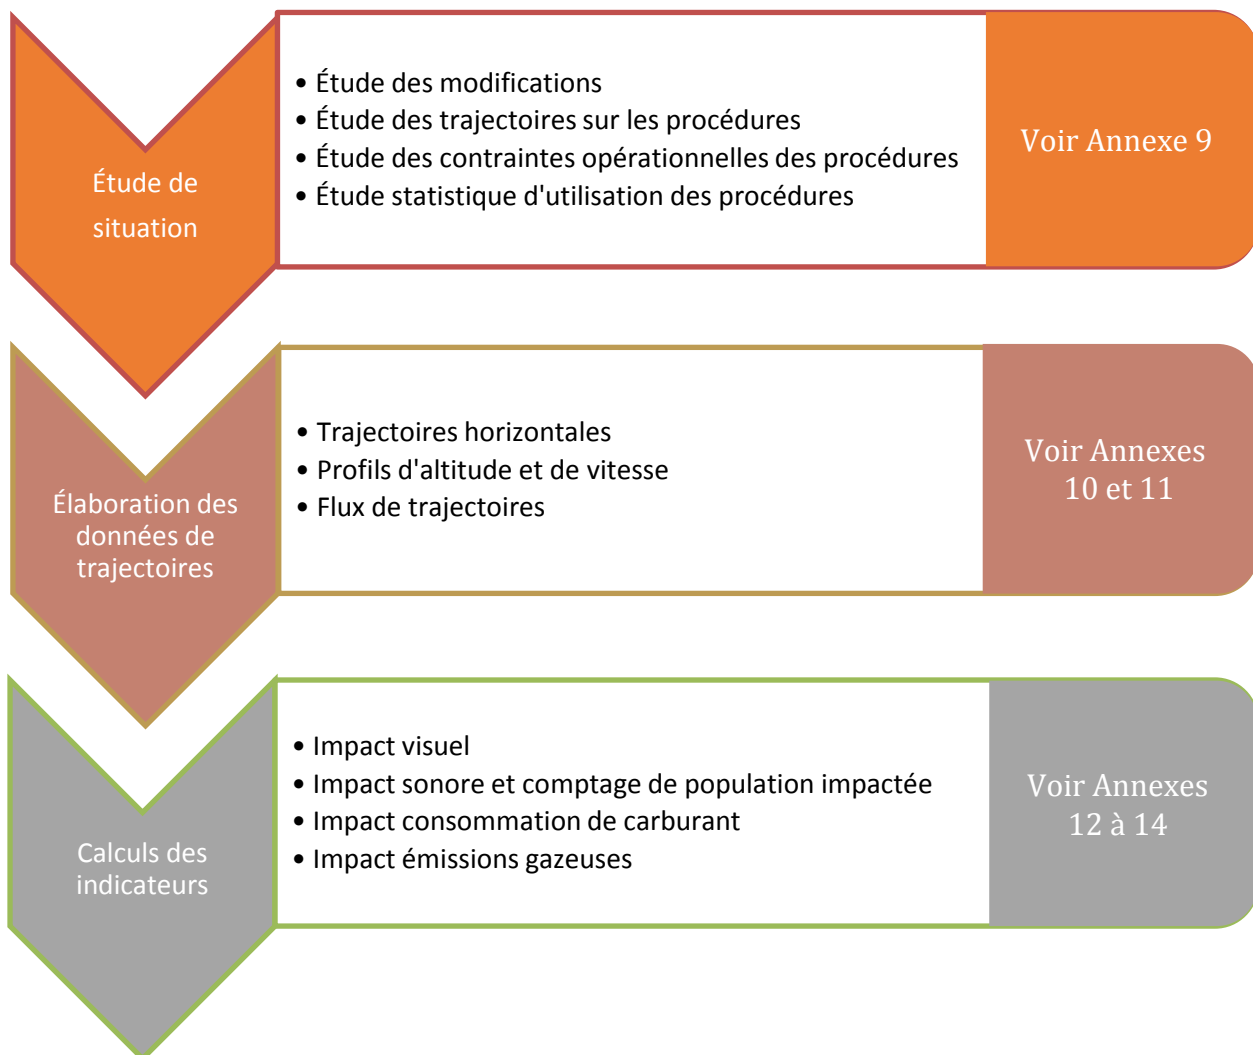 Étude de
situation
• Étude des modifications
• Étude des trajectoires sur les procédures
• Étude des contraintes opérationnelles des procédures
• Étude statistique d'utilisation des procédures
Voir Annexe 9
Élaboration des
données de
trajectoires
• Trajectoires horizontales
• Profils d'altitude et de vitesse
• Flux de trajectoires
Voir Annexes
10 et 11
Calculs des
indicateurs
• Impact visuel
• Impact sonore et comptage de population impactée
• Impact consommation de carburant
• Impact émissions gazeuses
Voir Annexes
12 à 14